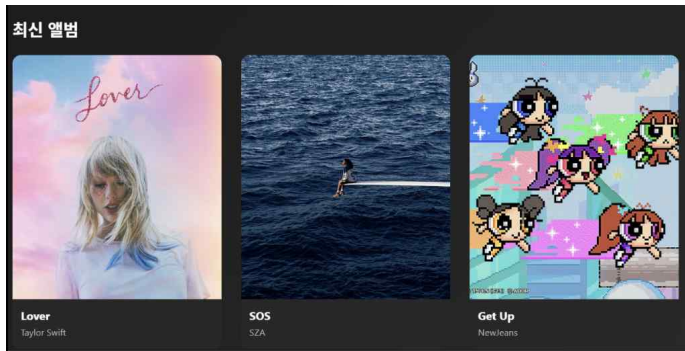 최신 앨범
Lover
Lover
Taylor Swift
SOS
SZA
Get Up
NewJeans